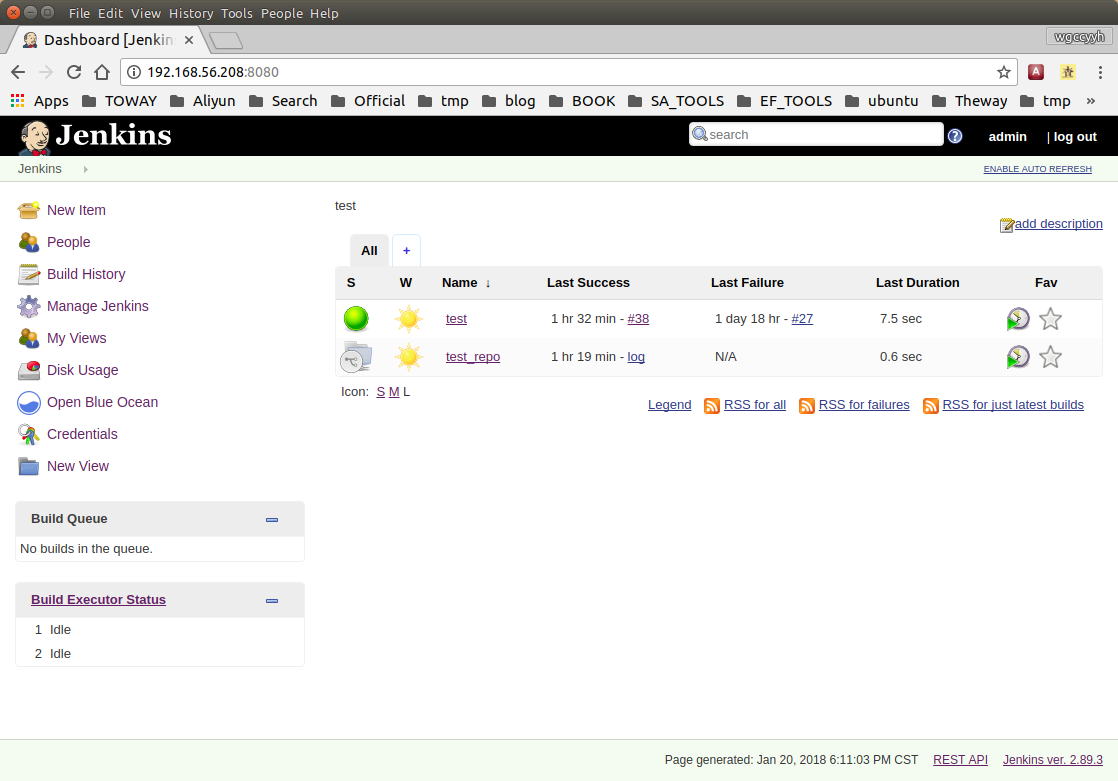 File Edit View History Tools People Help
Dashboard [Jenkin
wgccyyh
192.168.56.208:8080
Apps TOWAY Aliyun Search Official tmp blog BOOK SA_TOOLS EF_TOOLS ubuntu Theway tmp »
Jenkins
search
admin | log out
Jenkins
ENABLE AUTO REFRESH
New Item
People
Build History
Manage Jenkins
My Views
Disk Usage
Open Blue Ocean
Credentials
New View
Build Queue
No builds in the queue.
Build Executor Status
1 Idle
2 Idle
test
add description
All +
S W Name ↓ Last Success Last Failure Last Duration Fav
test 1 hr 32 min - #38 1 day 18 hr - #27 7.5 sec
test_repo 1 hr 19 min - log N/A 0.6 sec
Icon: S M L
Legend RSS for all RSS for failures RSS for just latest builds
Page generated: Jan 20, 2018 6:11:03 PM CST REST API Jenkins ver. 2.89.3